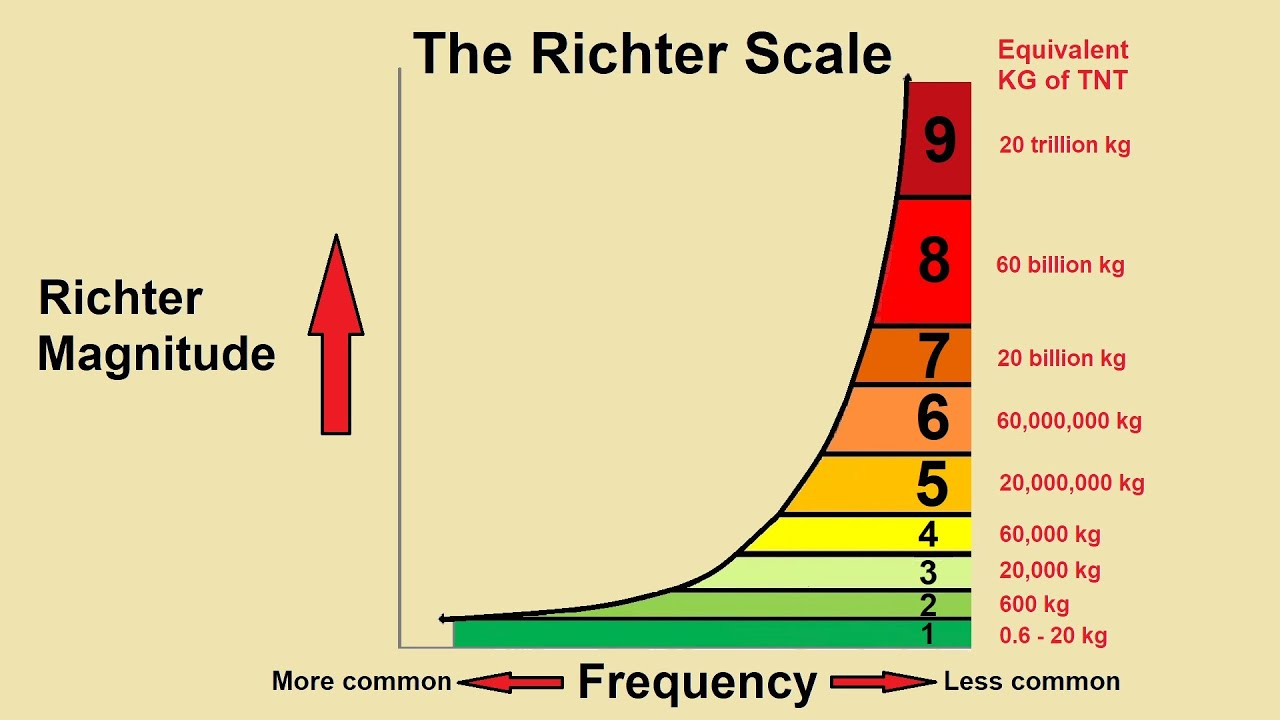 The Richter Scale
Equivalent
KG of TNT
9
20 trillion kg
8
60 billion kg
Richter
Magnitude
7
20 billion kg
6
60,000,000 kg
5
20,000,000 kg
4
60,000 kg
3
20,000 kg
2
600 kg
1
0.6 - 20 kg
More common
Frequency
Less common